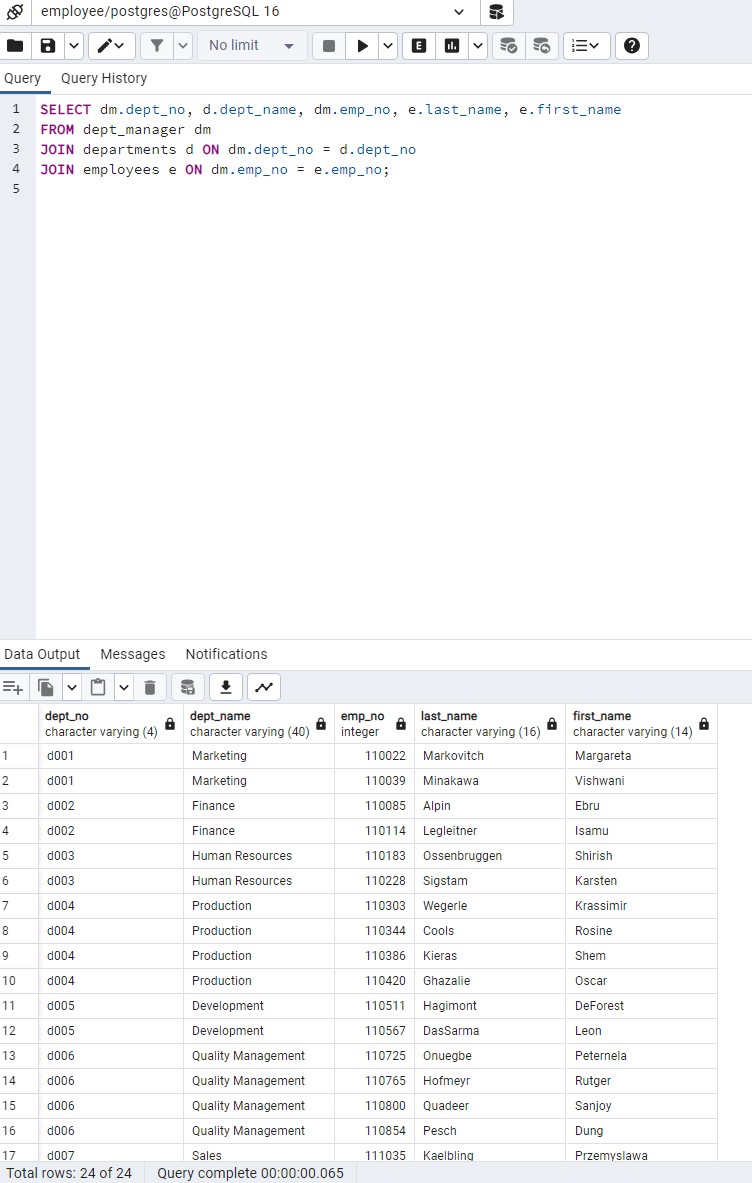 employee/postgres@PostgreSQL 16
No limit
E
Query Query History
1 SELECT dm.dept_no, d.dept_name, dm.emp_no, e.last_name, e.first_name
2 FROM dept_manager dm
3 JOIN departments d ON dm.dept_no = d.dept_no
4 JOIN employees e ON dm.emp_no = e.emp_no;
5
Data Output Messages Notifications
dept_no dept_name emp_no last_name first_name
character varying (4) character varying (40) integer character varying (16) character varying (14)
1 d001 Marketing 110022 Markovitch Margareta
2 d001 Marketing 110039 Minakawa Vishwani
3 d002 Finance 110085 Alpin Ebru
4 d002 Finance 110114 Legleitner Isamu
5 d003 Human Resources 110183 Ossenbruggen Shirish
6 d003 Human Resources 110228 Sigstam Karsten
7 d004 Production 110303 Wegerle Krassimir
8 d004 Production 110344 Cools Rosine
9 d004 Production 110386 Kieras Shem
10 d004 Production 110420 Ghazalie Oscar
11 d005 Development 110511 Hagimont DeForest
12 d005 Development 110567 DasSarma Leon
13 d006 Quality Management 110725 Onuegbe Peternela
14 d006 Quality Management 110765 Hofmeyr Rutger
15 d006 Quality Management 110800 Quadeer Sanjoy
16 d006 Quality Management 110854 Pesch Dung
17 d007 Sales 111035 Kaelbling Przemyslawa
Total rows: 24 of 24 Query complete 00:00:00.065